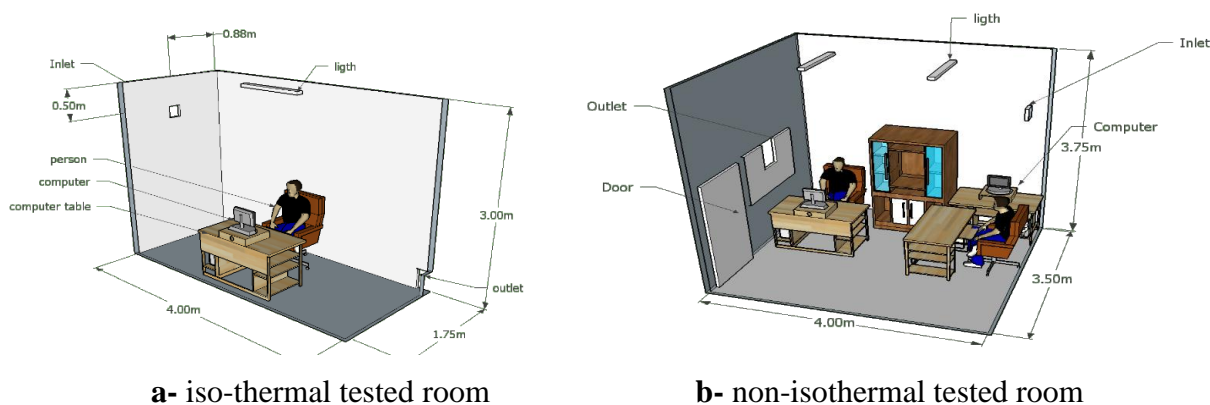 0.88m
ligth
Inlet
0.50m
person
computer
computer table
3.00m
outlet
4.00m
1.75m
ligth
Inlet
Outlet
Computer
3.75m
Door
3.50m
4.00m
a- iso-thermal tested room
b- non-isothermal tested room